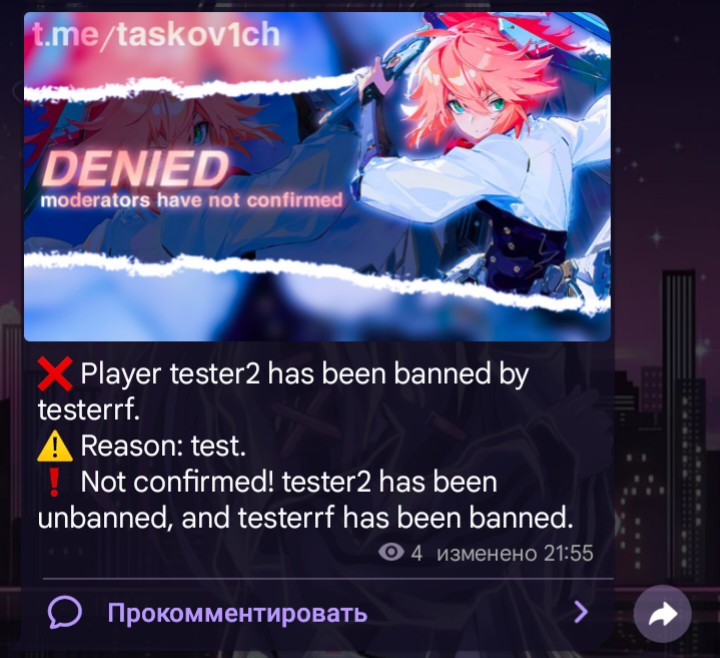 t.me/taskov1ch
DENIED
moderators have not confirmed
❌ Player tester2 has been banned by
testerrf.
⚠️ Reason: test.
❗ Not confirmed! tester2 has been
unbanned, and testerrf has been banned.
4 изменено 21:55
Прокомментировать